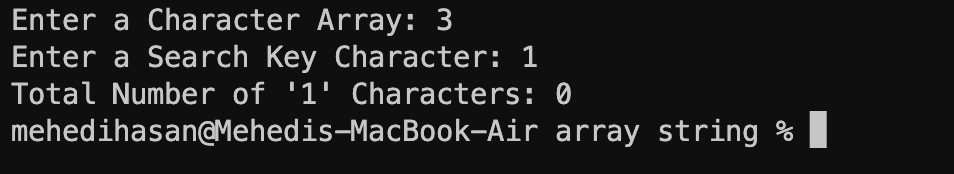 Enter a Character Array: 3
Enter a Search Key Character: 1
Total Number of '1' Characters: 0
mehedihasan@Mehedis-MacBook-Air array string %